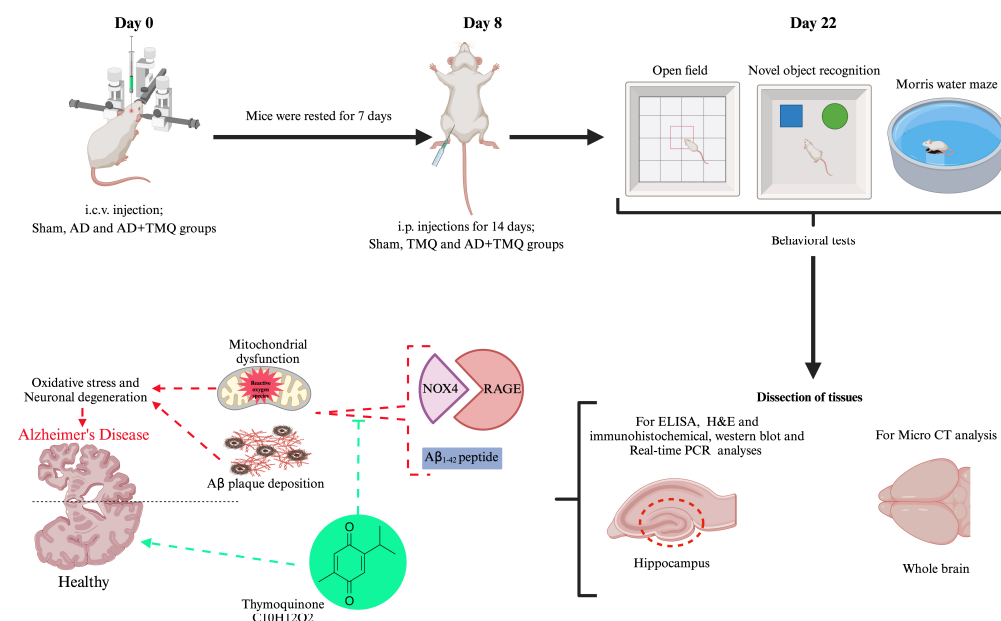 Day 0
Day 8
Day 22
Mice were rested for 7 days
Open field
Novel object recognition
Morris water maze
i.c.v. injection;
Sham, AD and AD+TMQ groups
i.p. injections for 14 days;
Sham, TMQ and AD+TMQ groups
Behavioral tests
Mitochondrial
dysfunction
Reactive
oxygen
species
Oxidative stress and
Neuronal degeneration
Alzheimer's Disease
Aβ plaque deposition
NOX4
RAGE
Aβ1-42 peptide
Healthy
O
O
Thymoquinone
C10H12O2
Dissection of tissues
For ELISA, H&E and
immunohistochemical, western blot and
Real-time PCR analyses
For Micro CT analysis
Hippocampus
Whole brain